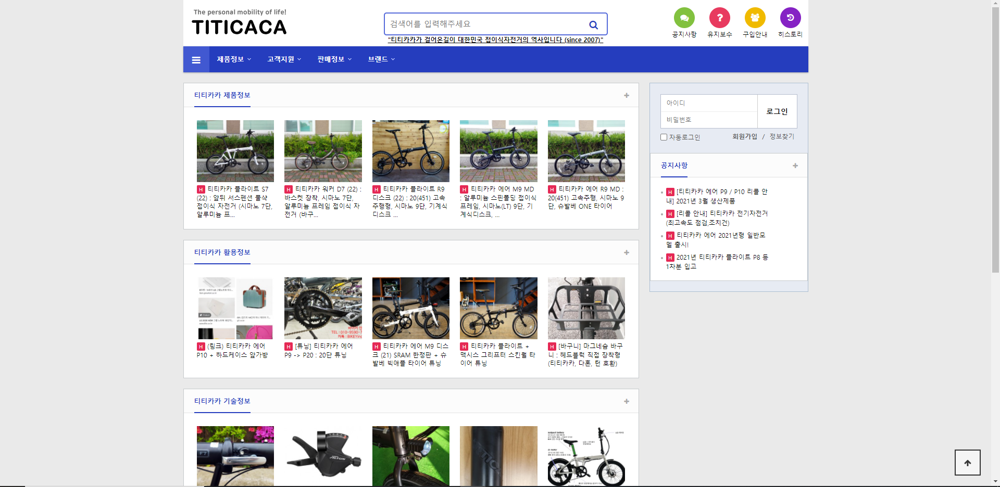 The personal mobility of life!
TITICACA
검색어를 입력해주세요
"티티카카가 걸어온길이 대한민국 접이식자전거의 역사입니다 (since 2007)"
공지사항
유지보수
구입안내
히스토리
제품정보
고객지원
판매정보
브랜드
티티카카 제품정보
H 티티카카 플라이트 S7
(22) : 앞뒤 서스펜션 풀샥
접이식 자전거 (시마노 7단,
알루미늄 프...
H 티티카카 워커 D7 (22) :
바스켓 장착, 시마노 7단,
알루미늄 프레임 접이식 자
전거 (바구...
H 티티카카 플라이트 R9
디스크 (22) : 20(451) 고속
주행형, 시마노 9단, 기계식
디스크 ...
H 티티카카 에어 M9 MD
: 알루미늄 스핀폴딩 접이식
프레임, 시마노(LT) 9단, 기
계식디스크, ...
H 티티카카 에어 R9 MD :
20(451) 고속주행, 시마노 9
단, 슈발베 ONE 타이어
아이디
비밀번호
로그인
자동로그인
회원가입 / 정보찾기
공지사항
H [티티카카 에어 P9 / P10 리콜 안
내] 2021년 3월 생산제품
H [리콜 안내] 티티카카 전기자전거
(최고속도 점검,조치건)
H 티티카카 에어 2021년형 일반모
델 출시!
H 2021년 티티카카 플라이트 P8 등
1차분 입고
티티카카 활용정보
TEL : 010-9590-7
카톡 : BIKEYinc
H (링크) 티티카카 에어
P10 + 하드케이스 앞가방
H [튜닝] 티티카카 에어
P9 -> P20 : 20단 튜닝
H 티티카카 에어 M9 디스
크 (21) SRAM 한정판 + 슈
발베 빅애플 타이어 튜닝
H 티티카카 플라이트 +
맥시스 그리프터 스킨월 타
이어 튜닝
H [바구니] 마그네슘 바구
니 : 헤드블럭 직접 장착형
(티티카카, 다혼, 턴 호환)
티티카카 기술정보
F7
ALTUS